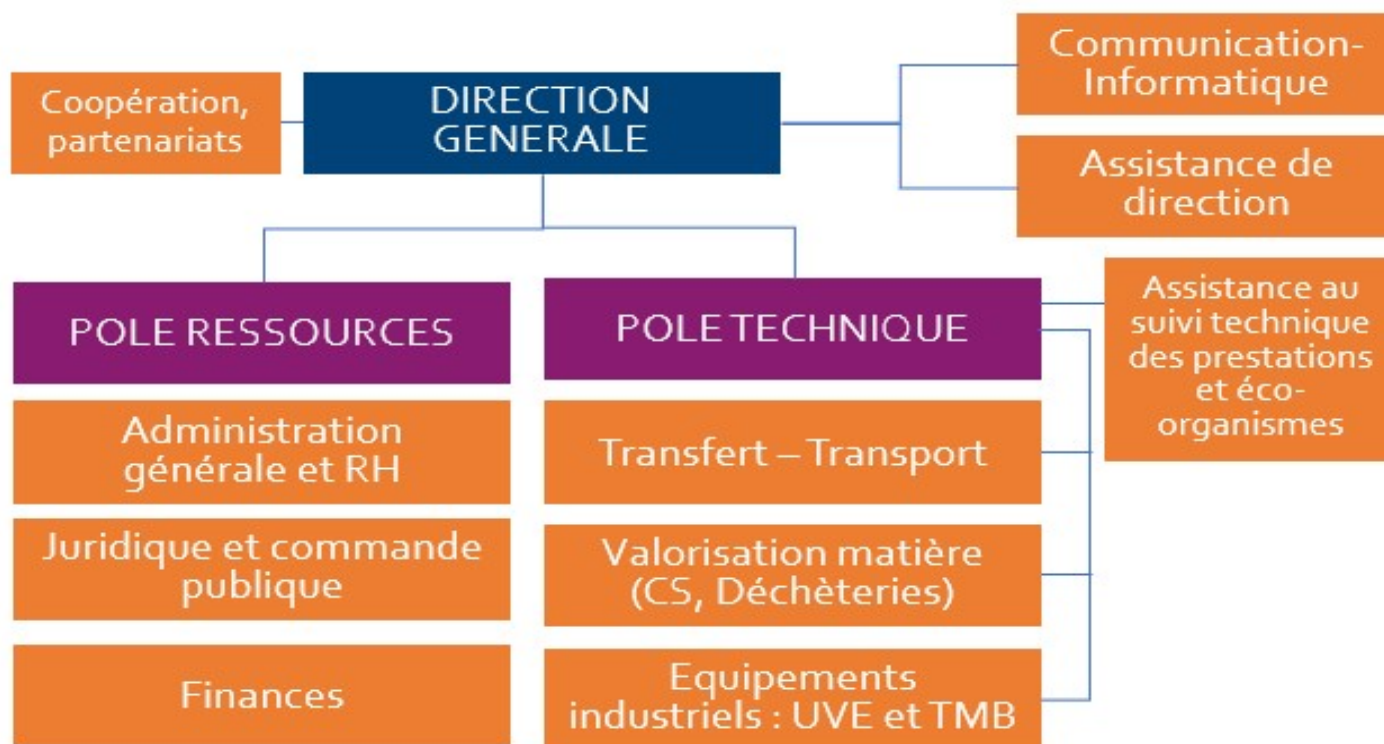 Coopération,
partenariats
DIRECTION
GENERALE
Communication-
Informatique
Assistance de
direction
POLE RESSOURCES
Administration
générale et RH
Juridique et commande
publique
Finances
POLE TECHNIQUE
Transfert – Transport
Valorisation matière
(CS, Déchèteries)
Equipements
industriels : UVE et TMB
Assistance au
suivi technique
des prestations
et éco-
organismes